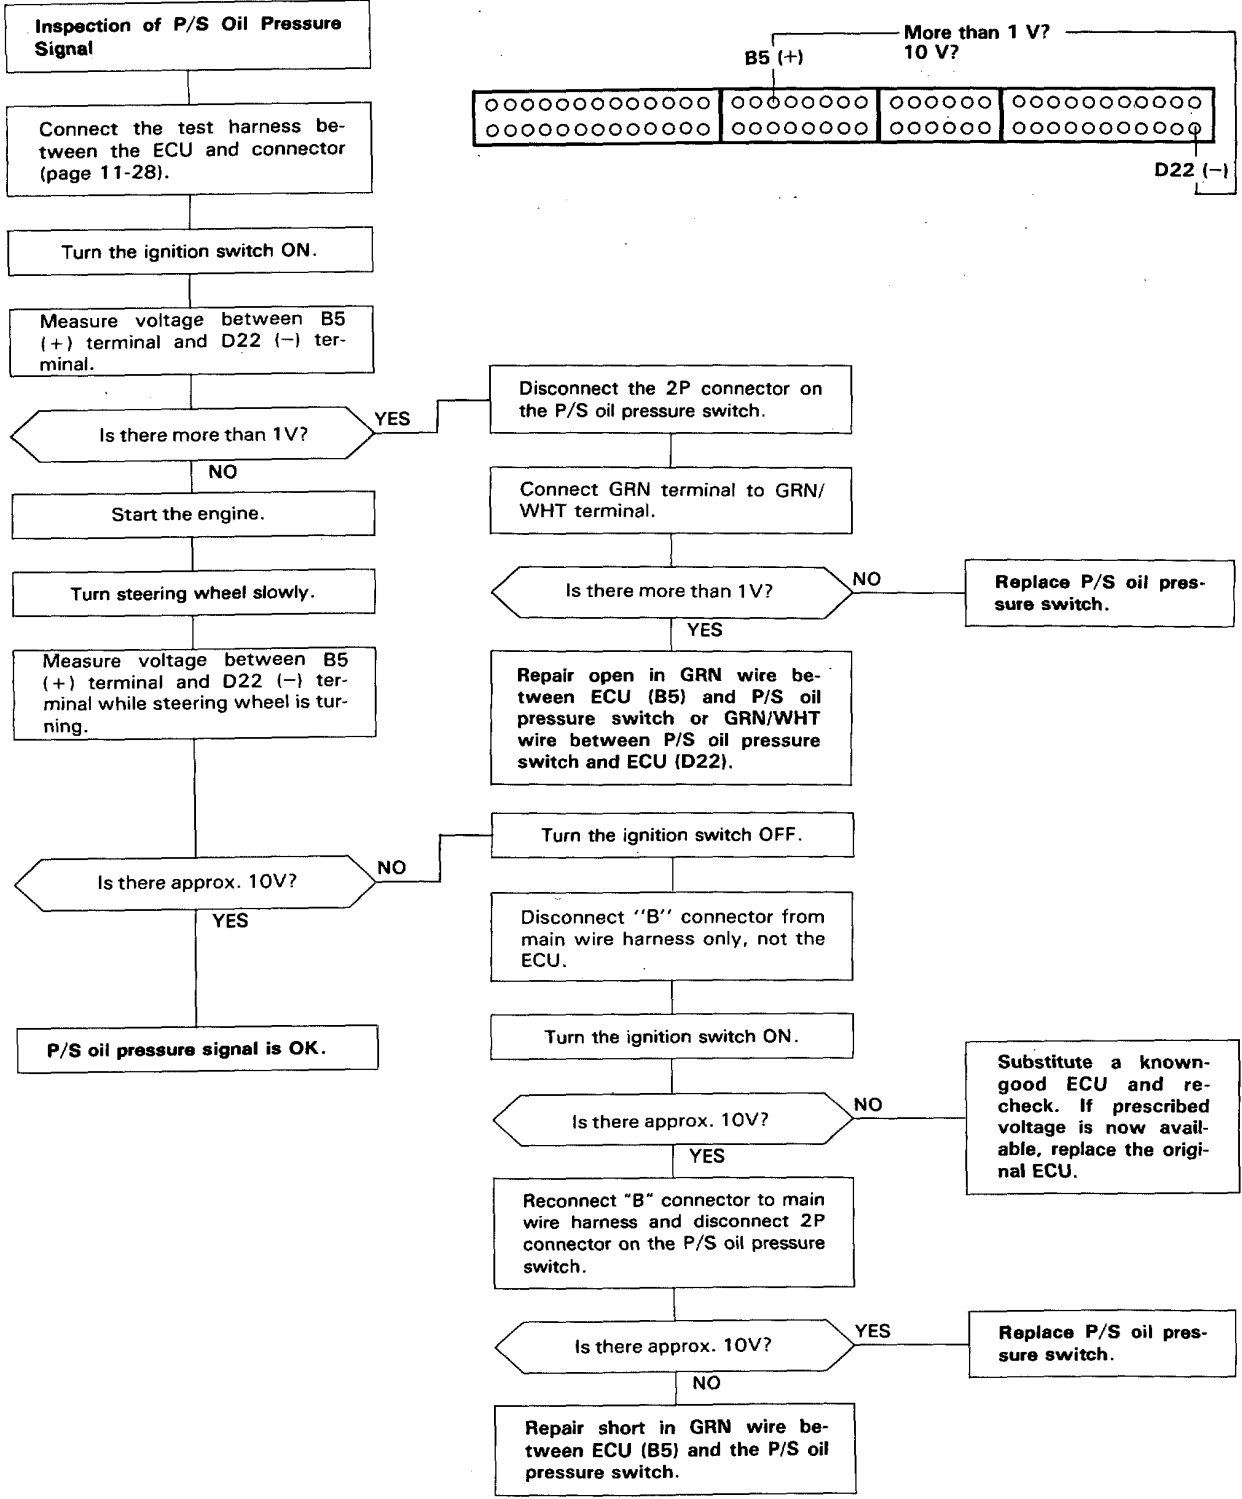 Inspection of P/S Oil Pressure
Signal
More than 1 V?
10 V?
B5 (+)
D22 (−)
Connect the test harness be-
tween the ECU and connector
(page 11-28).
Turn the ignition switch ON.
Measure voltage between B5
(+) terminal and D22 (−) ter-
minal.
Is there more than 1V?
YES
NO
Disconnect the 2P connector on
the P/S oil pressure switch.
Connect GRN terminal to GRN/
WHT terminal.
Is there more than 1V?
NO
YES
Replace P/S oil pres-
sure switch.
Repair open in GRN wire be-
tween ECU (B5) and P/S oil
pressure switch or GRN/WHT
wire between P/S oil pressure
switch and ECU (D22).
Start the engine.
Turn steering wheel slowly.
Measure voltage between B5
(+) terminal and D22 (−) ter-
minal while steering wheel is tur-
ning.
Is there approx. 10V?
NO
YES
P/S oil pressure signal is OK.
Turn the ignition switch OFF.
Disconnect "B" connector from
main wire harness only, not the
ECU.
Turn the ignition switch ON.
Is there approx. 10V?
NO
YES
Substitute a known-
good ECU and re-
check. If prescribed
voltage is now avail-
able, replace the origi-
nal ECU.
Reconnect "B" connector to main
wire harness and disconnect 2P
connector on the P/S oil pressure
switch.
Is there approx. 10V?
YES
NO
Replace P/S oil pres-
sure switch.
Repair short in GRN wire be-
tween ECU (B5) and the P/S oil
pressure switch.